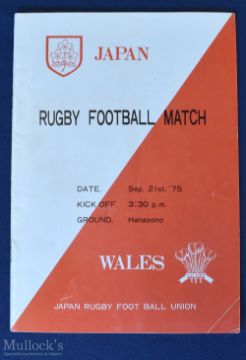 JAPAN
RUGBY FOOTBALL MATCH
DATE. Sep. 21st. '75
KICK OFF. 3:30 p.m.
GROUND. Hanazono
WALES
JAPAN RUGBY FOOT BALL UNION
Mullock's